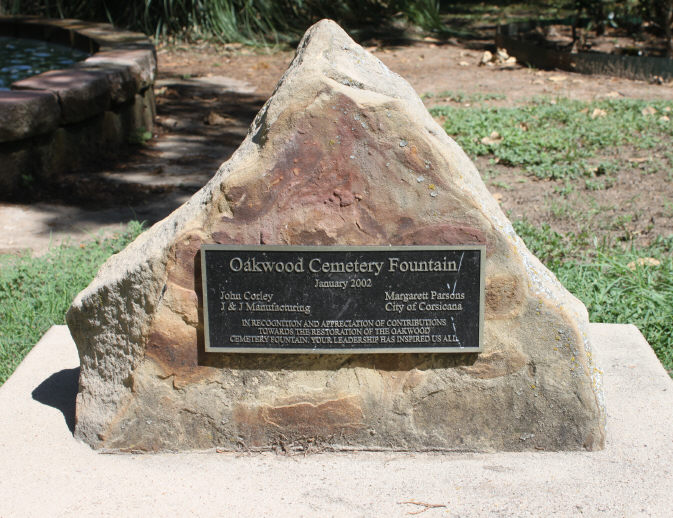 Oakwood Cemetery Fountain
January 2002
John Corley Margarett Parsons
J & J Manufacturing City of Corsicana
IN RECOGNITION AND APPRECIATION OF CONTRIBUTIONS
TOWARDS THE RESTORATION OF THE OAKWOOD
CEMETERY FOUNTAIN. YOUR LEADERSHIP HAS INSPIRED US ALL.